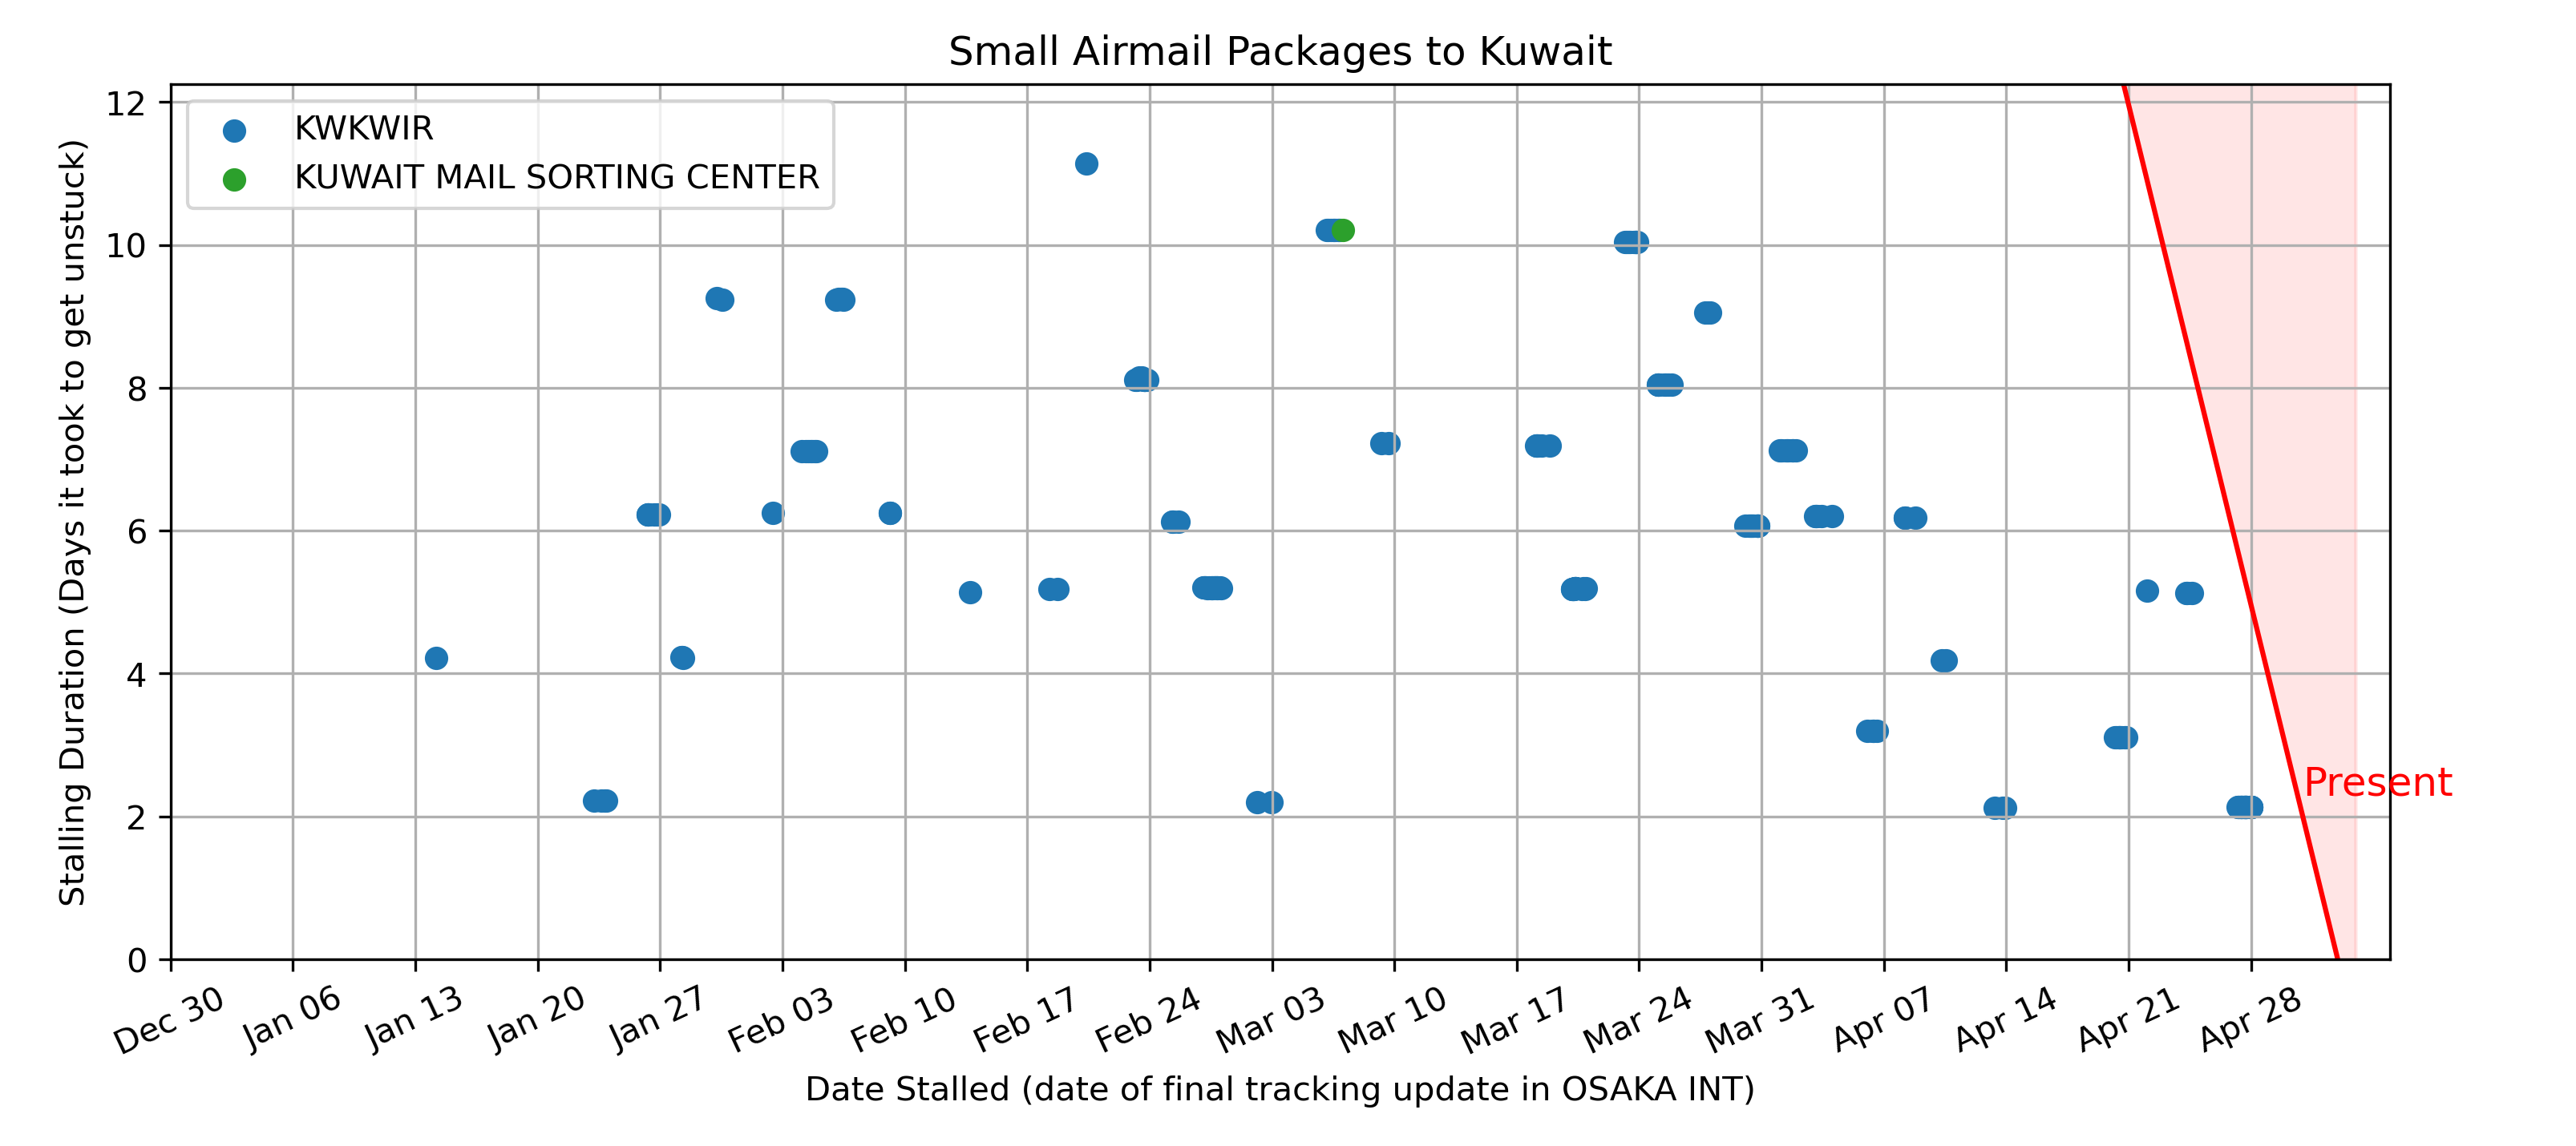 Small Airmail Packages to Kuwait
KWKWIR
KUWAIT MAIL SORTING CENTER
Stalling Duration (Days it took to get unstuck)
12
10
8
6
4
2
0
Present
Dec 30 Jan 06 Jan 13 Jan 20 Jan 27 Feb 03 Feb 10 Feb 17 Feb 24 Mar 03 Mar 10 Mar 17 Mar 24 Mar 31 Apr 07 Apr 14 Apr 21 Apr 28
Date Stalled (date of final tracking update in OSAKA INT)